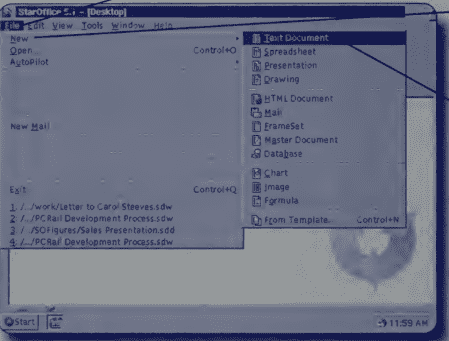 StarOffice 5.1 - [Desktop]
File Edit View Tools Window Help
New
Open... Control+O
AutoPilot
New Mail
Exit Control+Q
1. /../work/Letter to Carol Steeves.sdw
2. /../PCRail Development Process.sdw
3. /../SOFigures/Sales Presentation.sdd
4. /../PCRail Development Process.sdw
Text Document
Spreadsheet
Presentation
Drawing
HTML Document
Mail
FrameSet
Master Document
Database
Chart
Image
Formula
From Template... Control+N
Start
11:59 AM